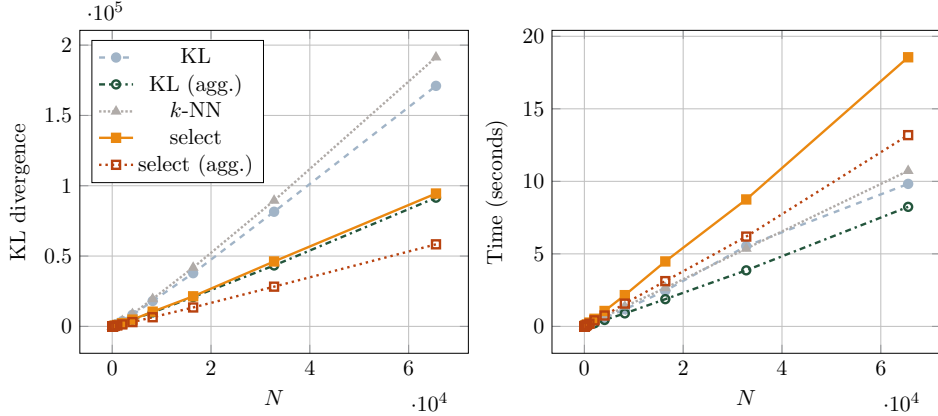 ·10^5
2
1.5
1
0.5
0
KL divergence
KL
KL (agg.)
k-NN
select
select (agg.)
0
2
4
6
N
·10^4
20
15
10
5
0
Time (seconds)
0
2
4
6
N
·10^4